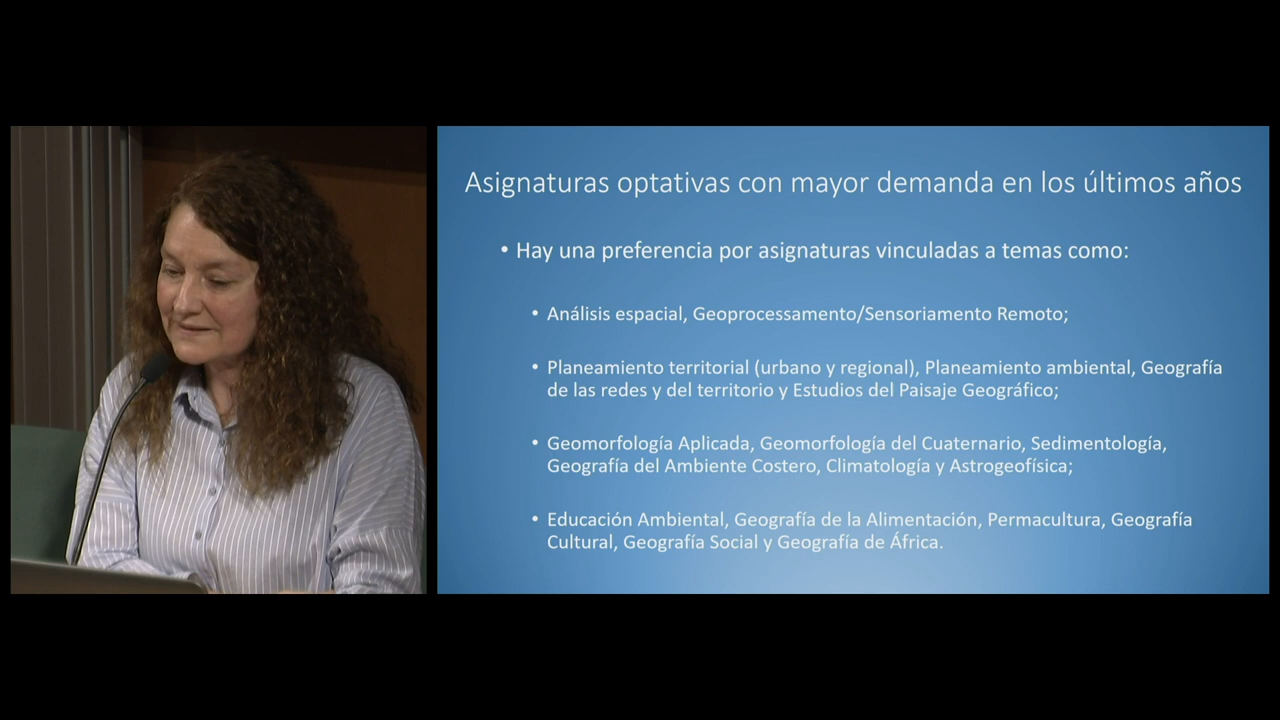 Asignaturas optativas con mayor demanda en los últimos años
• Hay una preferencia por asignaturas vinculadas a temas como:
• Análisis espacial, Geoprocessamento/Sensoriamento Remoto;
• Planeamiento territorial (urbano y regional), Planeamiento ambiental, Geografía
de las redes y del territorio y Estudios del Paisaje Geográfico;
• Geomorfología Aplicada, Geomorfología del Cuaternario, Sedimentología,
Geografía del Ambiente Costero, Climatología y Astrogeofísica;
• Educación Ambiental, Geografía de la Alimentación, Permacultura, Geografía
Cultural, Geografía Social y Geografía de África.